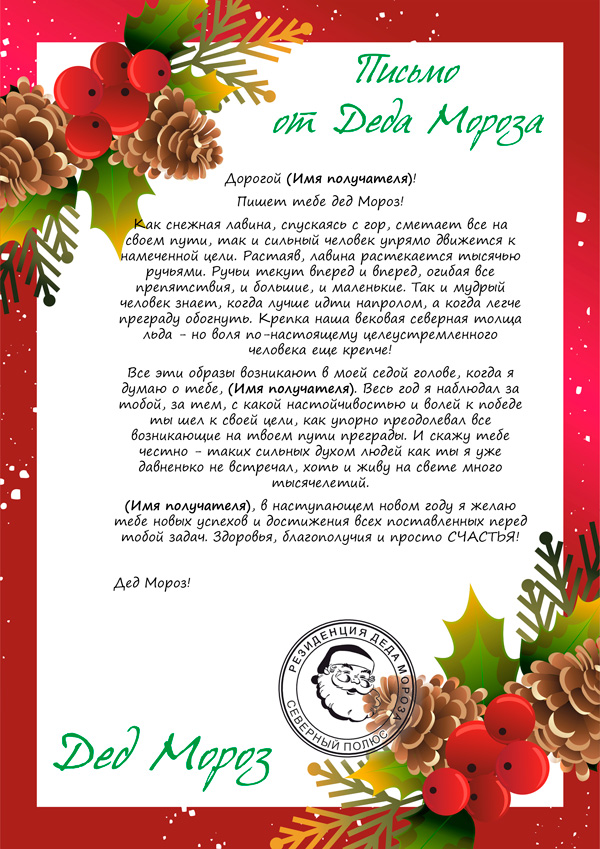 Письмо
от Деда Мороза
Дорогой (Имя получателя)!
Пишет тебе дед Мороз!
Как снежная лавина, спускаясь с гор, сметает все на
своем пути, так и сильный человек упрямо движется к
намеченной цели. Растаяв, лавина растекается тысячью
ручьями. Ручьи текут вперед и вперед, огибая все
препятствия, и большие, и маленькие. Так и мудрый
человек знает, когда лучше идти напролом, а когда легче
преграду обогнуть. Крепка наша вековая северная толща
льда - но воля по-настоящему целеустремленного
человека еще крепче!
Все эти образы возникают в моей седой голове, когда я
думаю о тебе, (Имя получателя). Весь год я наблюдал за
тобой, за тем, с какой настойчивостью и волей к победе
ты шел к своей цели, как упорно преодолевал все
возникающие на твоем пути преграды. И скажу тебе
честно - таких сильных духом людей как ты я уже
давненько не встречал, хоть и живу на свете много
тысячелетий.
(Имя получателя), в наступающем новом году я желаю
тебе новых успехов и достижения всех поставленных перед
тобой задач. Здоровья, благополучия и просто СЧАСТЬЯ!
Дед Мороз!
РЕЗИДЕНЦИЯ ДЕДА МОРОЗА
СЕВЕРНЫЙ ПОЛЮС
Дед Мороз